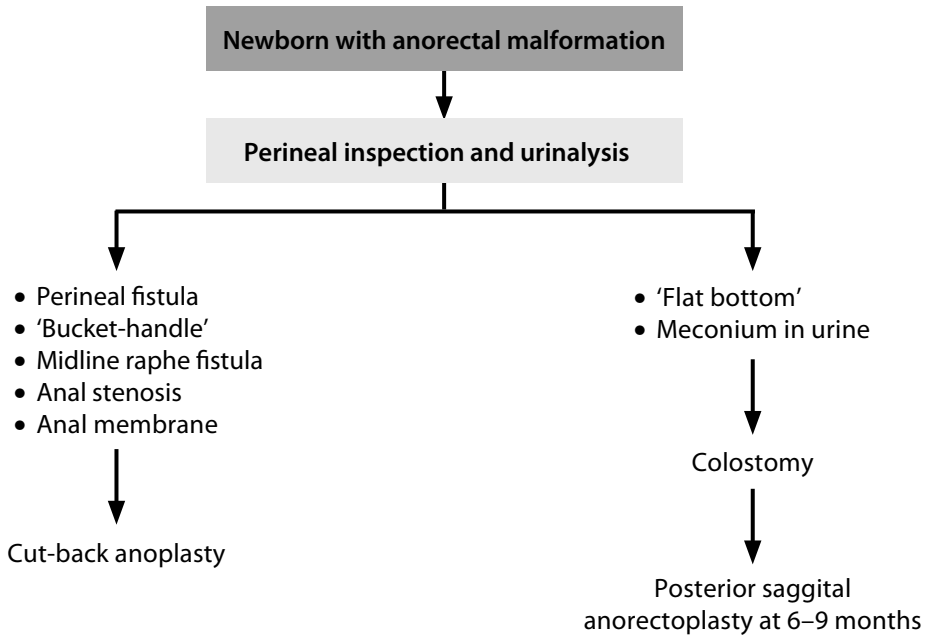 Newborn with anorectal malformation
Perineal inspection and urinalysis
• Perineal fistula
• ‘Bucket-handle’
• Midline raphe fistula
• Anal stenosis
• Anal membrane
Cut-back anoplasty
• ‘Flat bottom’
• Meconium in urine
Colostomy
Posterior saggital
anorectoplasty at 6–9 months